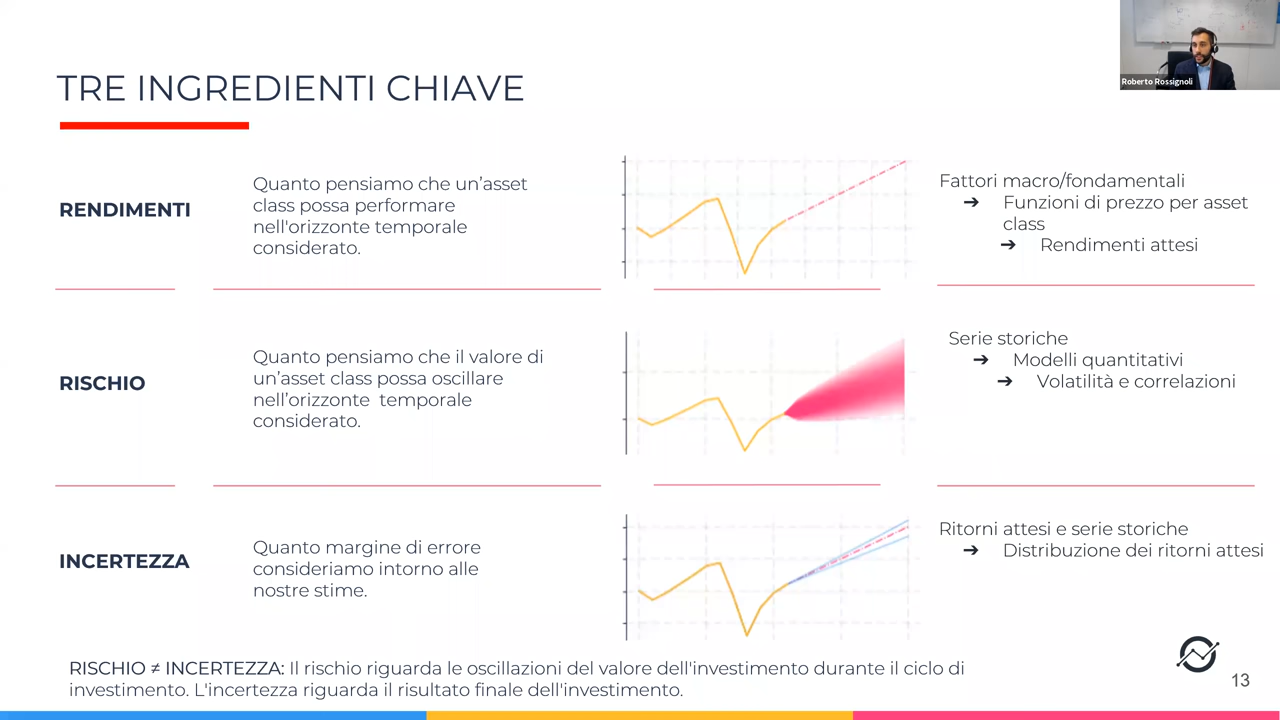 Roberto Rossignoli
TRE INGREDIENTI CHIAVE
RENDIMENTI
Quanto pensiamo che un’asset
class possa performare
nell'orizzonte temporale
considerato.
Fattori macro/fondamentali
➔ Funzioni di prezzo per asset
class
➔ Rendimenti attesi
RISCHIO
Quanto pensiamo che il valore di
un’asset class possa oscillare
nell’orizzonte temporale
considerato.
Serie storiche
➔ Modelli quantitativi
➔ Volatilità e correlazioni
INCERTEZZA
Quanto margine di errore
consideriamo intorno alle
nostre stime.
Ritorni attesi e serie storiche
➔ Distribuzione dei ritorni attesi
RISCHIO ≠ INCERTEZZA: Il rischio riguarda le oscillazioni del valore dell'investimento durante il ciclo di
investimento. L'incertezza riguarda il risultato finale dell'investimento.
13